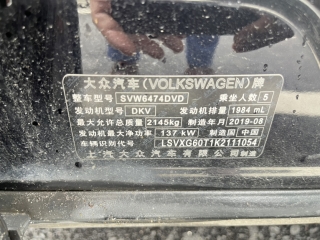 大众汽车(VOLKSWAGEN)牌
整车型号 SVW6474DVD 乘坐人数 5
发动机型号 DKV 发动机排量 1984 mL
最大允许总质量 2145kg 制造年月 2019-08
发动机最大净功率 137 kW 制造国 中国
车辆识别代号 LSVXG60T1K2111054
上汽大众汽车有限公司制造